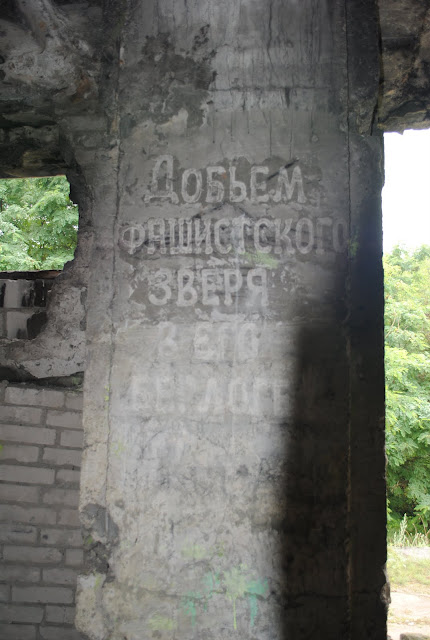 Добьем
фашистского
зверя
в его
берлоге